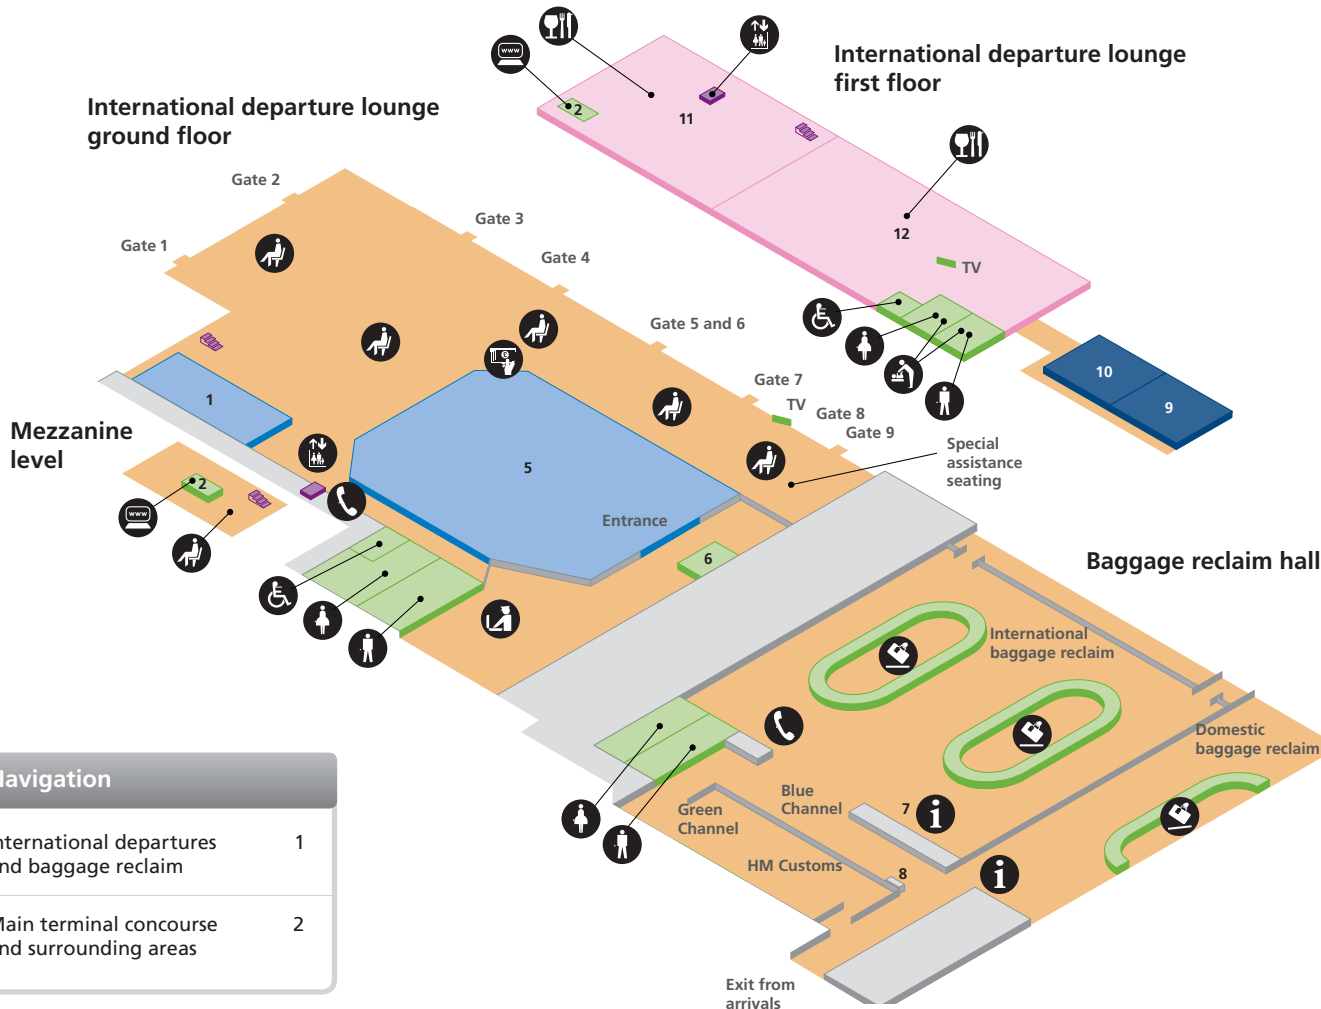 International departure lounge
first floor
www
2
11
12
TV
10
9
International departure lounge
ground floor
Gate 2
Gate 1
Gate 3
Gate 4
Gate 5 and 6
Gate 7
TV
Gate 8
Gate 9
Special
assistance
seating
1
£
5
Entrance
6
Mezzanine
level
2
www
Baggage reclaim hall
International
baggage reclaim
Domestic
baggage reclaim
Blue
Channel
7
i
Green
Channel
HM Customs
8
i
Exit from
arrivals
Navigation
nternational departures
nd baggage reclaim
1
Main terminal concourse
nd surrounding areas
2